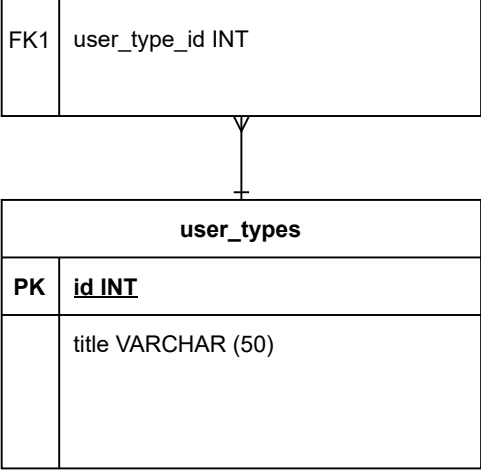 FK1 user_type_id INT
user_types
PK id INT
title VARCHAR (50)